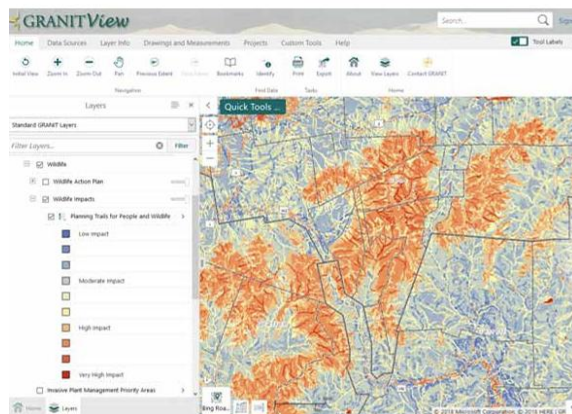 GRANITView
Search...
Sign
Home Data Sources Layer Info Drawings and Measurements Projects Custom Tools Help
Tool Labels
Initial View Zoom In Zoom Out Pan Previous Extent Bookmarks Identify Print Export About View Layers Contact GRANIT
Navigation Find Data Tasks Home
Layers
Quick Tools ...
Standard GRANIT Layers
Filter Layers... Filter
Wildlife
Wildlife Action Plan
Wildlife Impacts
Planning Trails for People and Wildlife
Low Impact
Moderate Impact
High Impact
Very High Impact
Invasive Plant Management Priority Areas
Home Layers
Bing Roa...
© 2018 Microsoft Corporation, © 2018 HERE | GR